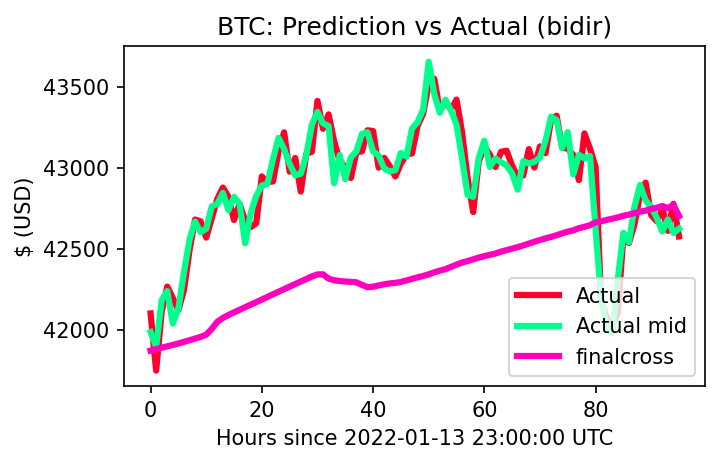 BTC: Prediction vs Actual (bidir)
43500
43000
42500
42000
$ (USD)
Actual
Actual mid
finalcross
0
20
40
60
80
Hours since 2022-01-13 23:00:00 UTC